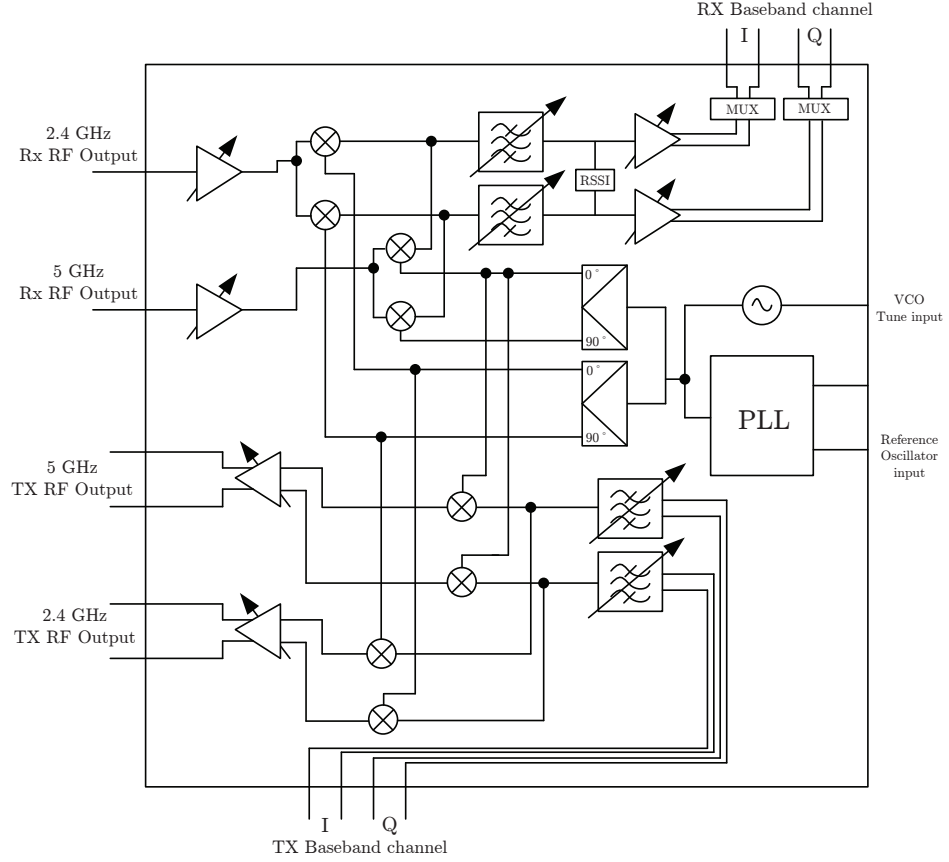 RX Baseband channel
I
Q
MUX
MUX
2.4 GHz
Rx RF Output
RSSI
5 GHz
Rx RF Output
0°
90°
VCO
Tune input
0°
90°
PLL
Reference
Oscillator
input
5 GHz
TX RF Output
2.4 GHz
TX RF Output
I
Q
TX Baseband channel